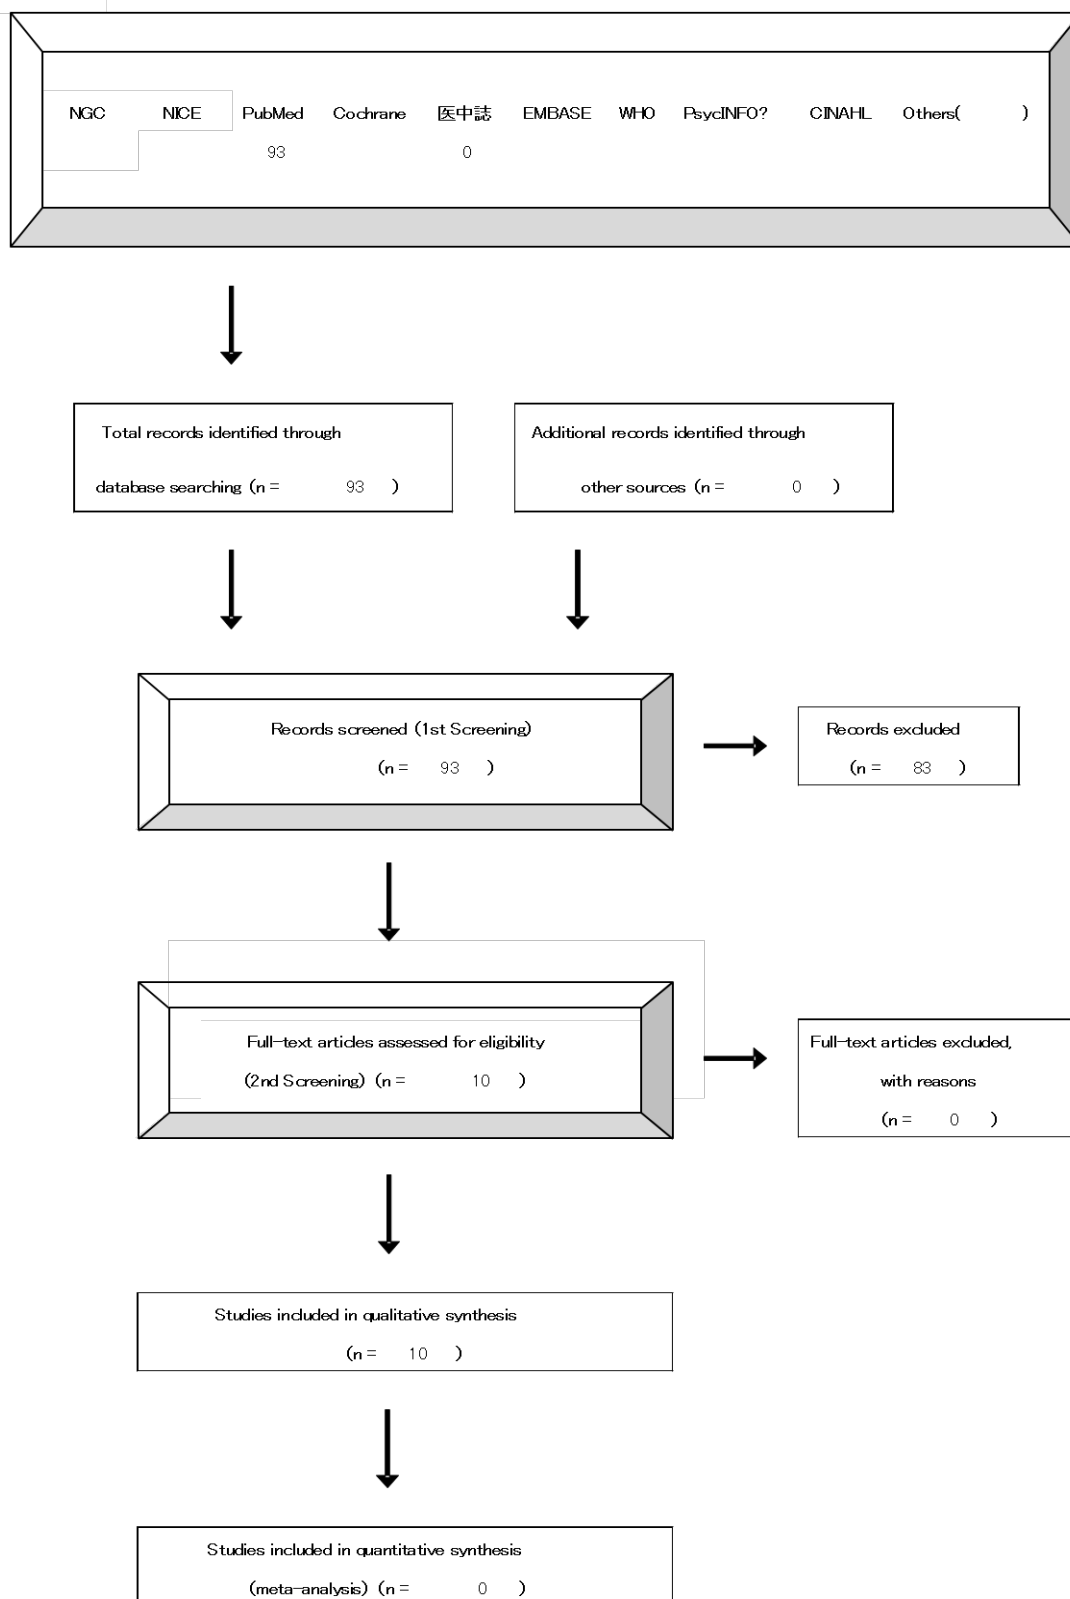 NGC NICE PubMed Cochrane 医中誌 EMBASE WHO PsycINFO? CINAHL Others( )
93 0
Total records identified through
database searching (n = 93 )
Additional records identified through
other sources (n = 0 )
Records screened (1st Screening)
(n = 93 )
Records excluded
(n = 83 )
Full-text articles assessed for eligibility
(2nd Screening) (n = 10 )
Full-text articles excluded,
with reasons
(n = 0 )
Studies included in qualitative synthesis
(n = 10 )
Studies included in quantitative synthesis
(meta-analysis) (n = 0 )